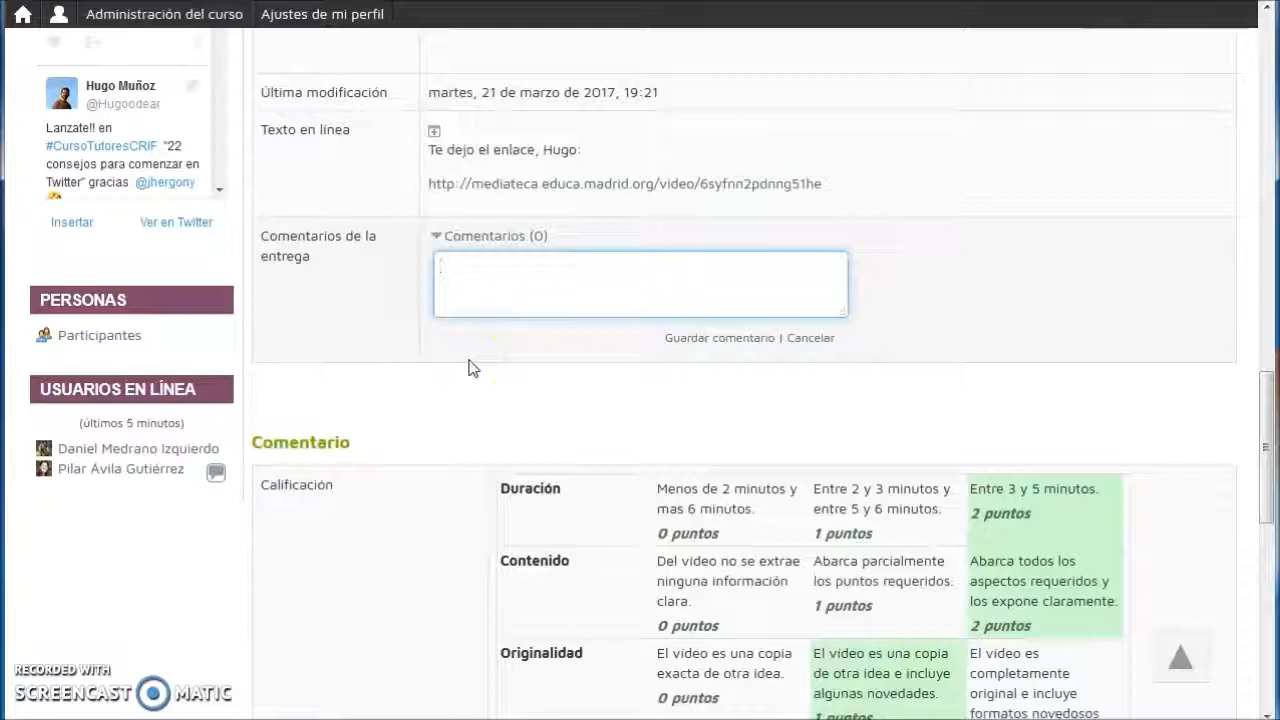 Administración del curso
Ajustes de mi perfil
Hugo Muñoz
@Hugoodear
Lanzate!! en
#CursoTutoresCRIF "22
consejos para comenzar en
Twitter" gracias @jhergony
Insertar
Ver en Twitter
PERSONAS
Participantes
USUARIOS EN LÍNEA
(últimos 5 minutos)
Daniel Medrano Izquierdo
Pilar Ávila Gutiérrez
Última modificación
martes, 21 de marzo de 2017, 19:21
Texto en línea
Te dejo el enlace, Hugo:
http://mediateca.educa.madrid.org/video/6syfnn2pdnng51he
Comentarios de la
entrega
Comentarios (0)
Guardar comentario | Cancelar
Comentario
Calificación
Duración
Menos de 2 minutos y
mas 6 minutos.
0 puntos
Entre 2 y 3 minutos y
entre 5 y 6 minutos.
1 puntos
Entre 3 y 5 minutos.
2 puntos
Contenido
Del vídeo no se extrae
ninguna información
clara.
0 puntos
Abarca parcialmente
los puntos requeridos.
1 puntos
Abarca todos los
aspectos requeridos y
los expone claramente.
2 puntos
Originalidad
El vídeo es una copia
exacta de otra idea.
0 puntos
El vídeo es una copia
de otra idea e incluye
algunas novedades.
1 puntos
El vídeo es
completamente
original e incluye
formatos novedosos
RECORDED WITH
SCREENCAST MATIC